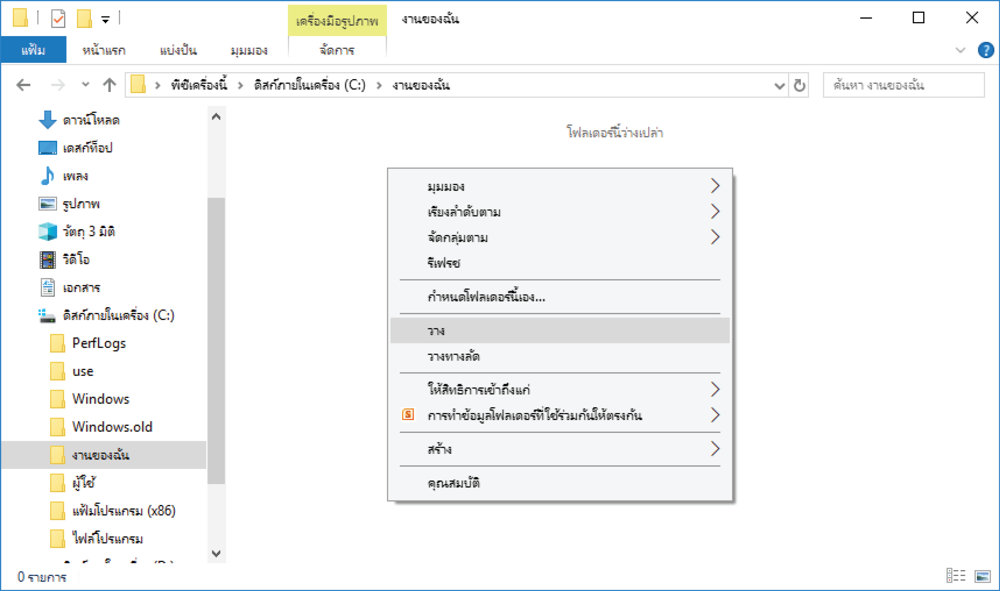 เครื่องมือรูปภาพ
งานของฉัน
แฟ้ม
หน้าแรก
แบ่งปัน
มุมมอง
จัดการ
พีซีเครื่องนี้ › ดิสก์ภายในเครื่อง (C:) › งานของฉัน
ค้นหา งานของฉัน
ดาวน์โหลด
เดสก์ท็อป
เพลง
รูปภาพ
วัตถุ 3 มิติ
วิดีโอ
เอกสาร
ดิสก์ภายในเครื่อง (C:)
PerfLogs
use
Windows
Windows.old
งานของฉัน
ผู้ใช้
แฟ้มโปรแกรม (x86)
ไฟล์โปรแกรม
โฟลเดอร์นี้ว่างเปล่า
มุมมอง
เรียงลำดับตาม
จัดกลุ่มตาม
รีเฟรช
กำหนดโฟลเดอร์นี้เอง...
วาง
วางทางลัด
ให้สิทธิการเข้าถึงแก่
การทำข้อมูลโฟลเดอร์ที่ใช้ร่วมกันให้ตรงกัน
สร้าง
คุณสมบัติ
0 รายการ